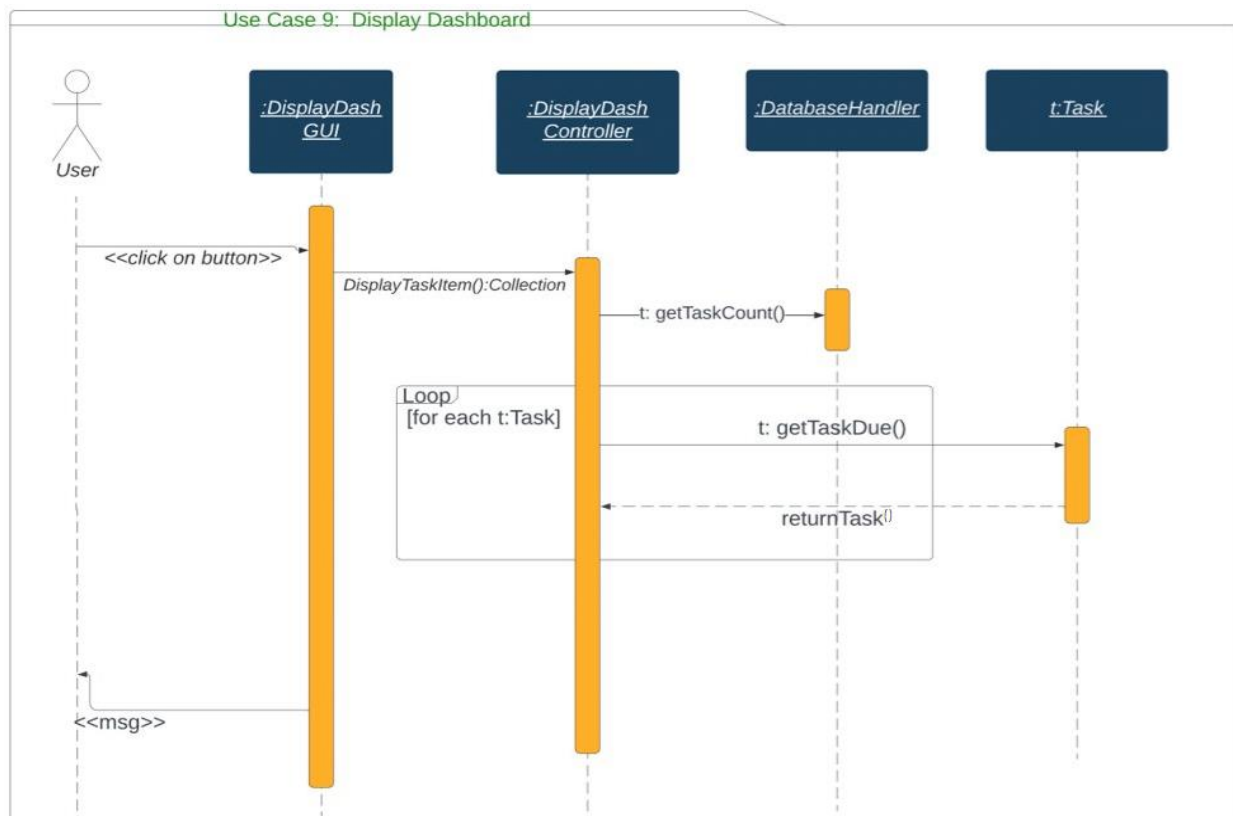 Use Case 9: Display Dashboard
User
:DisplayDash
GUI
:DisplayDash
Controller
:DatabaseHandler
t:Task
<<click on button>>
DisplayTaskItem():Collection
t: getTaskCount()
Loop
[for each t:Task]
t: getTaskDue()
returnTask()
<<msg>>